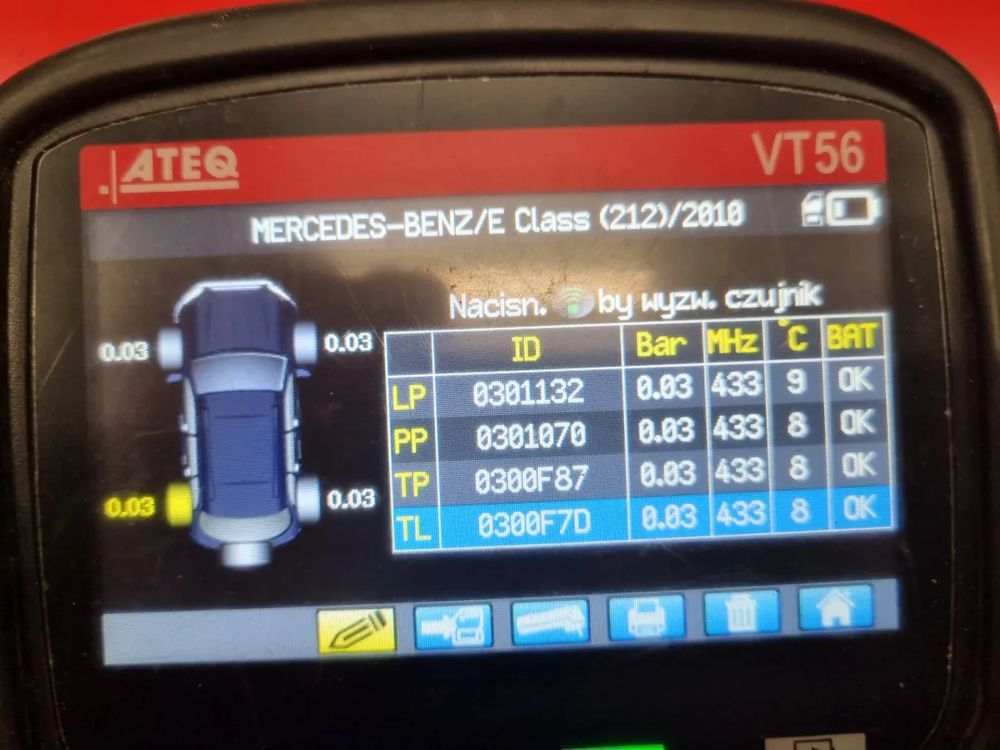 ATEQ VT56
MERCEDES-BENZ/E Class (212)/2010
Nacisn. by wyzw. czujnik
0.03 0.03
0.03 0.03
ID Bar MHz °C BAT
LP 0301132 0.03 433 9 OK
PP 0301070 0.03 433 8 OK
TP 0300F87 0.03 433 8 OK
TL 0300F7D 0.03 433 8 OK